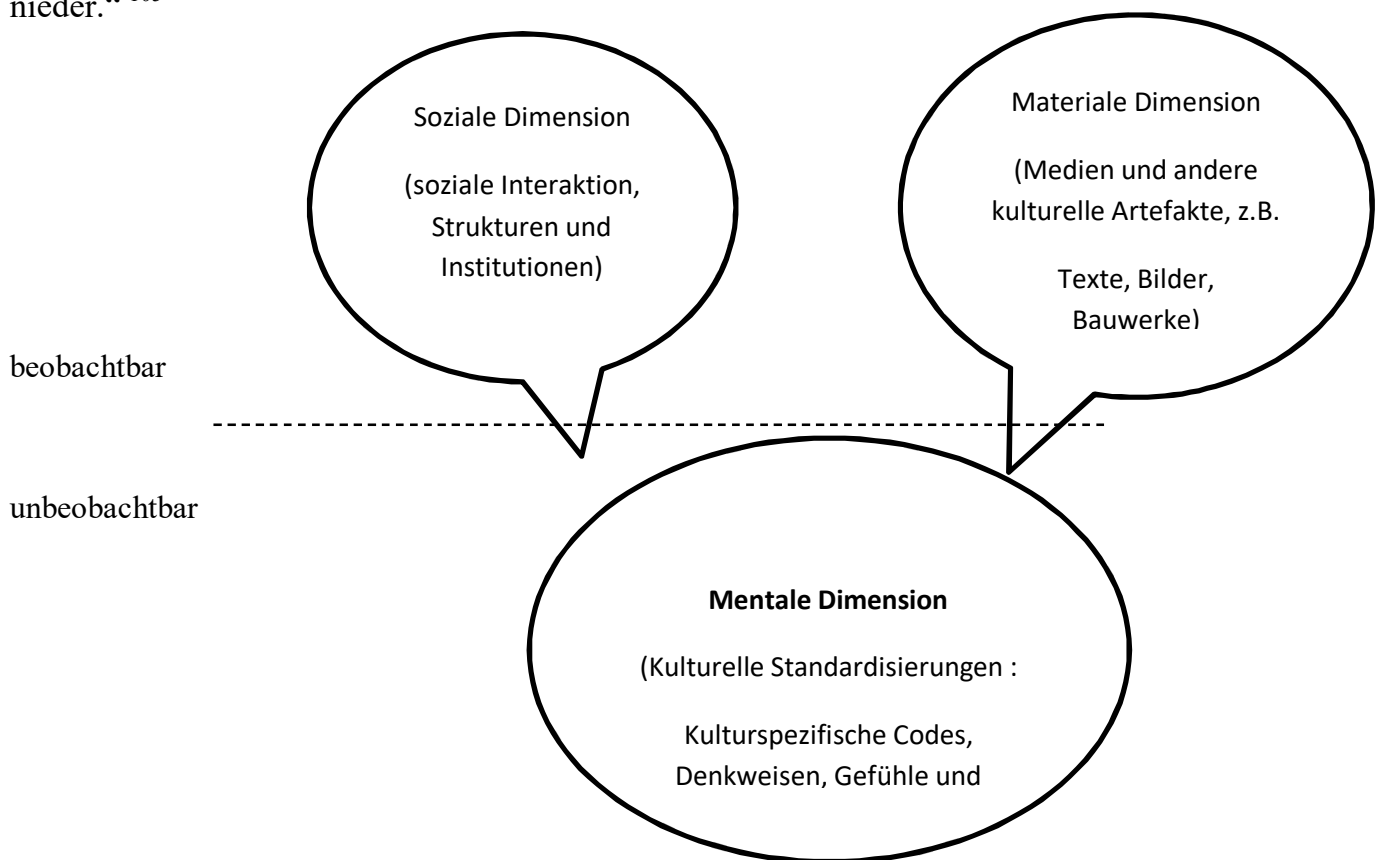 nieder.“
Soziale Dimension
(soziale Interaktion,
Strukturen und
Institutionen)
Materiale Dimension
(Medien und andere
kulturelle Artefakte, z.B.
Texte, Bilder,
Bauwerke)
beobachtbar
unbeobachtbar
Mentale Dimension
(Kulturelle Standardisierungen :
Kulturspezifische Codes,
Denkweisen, Gefühle und